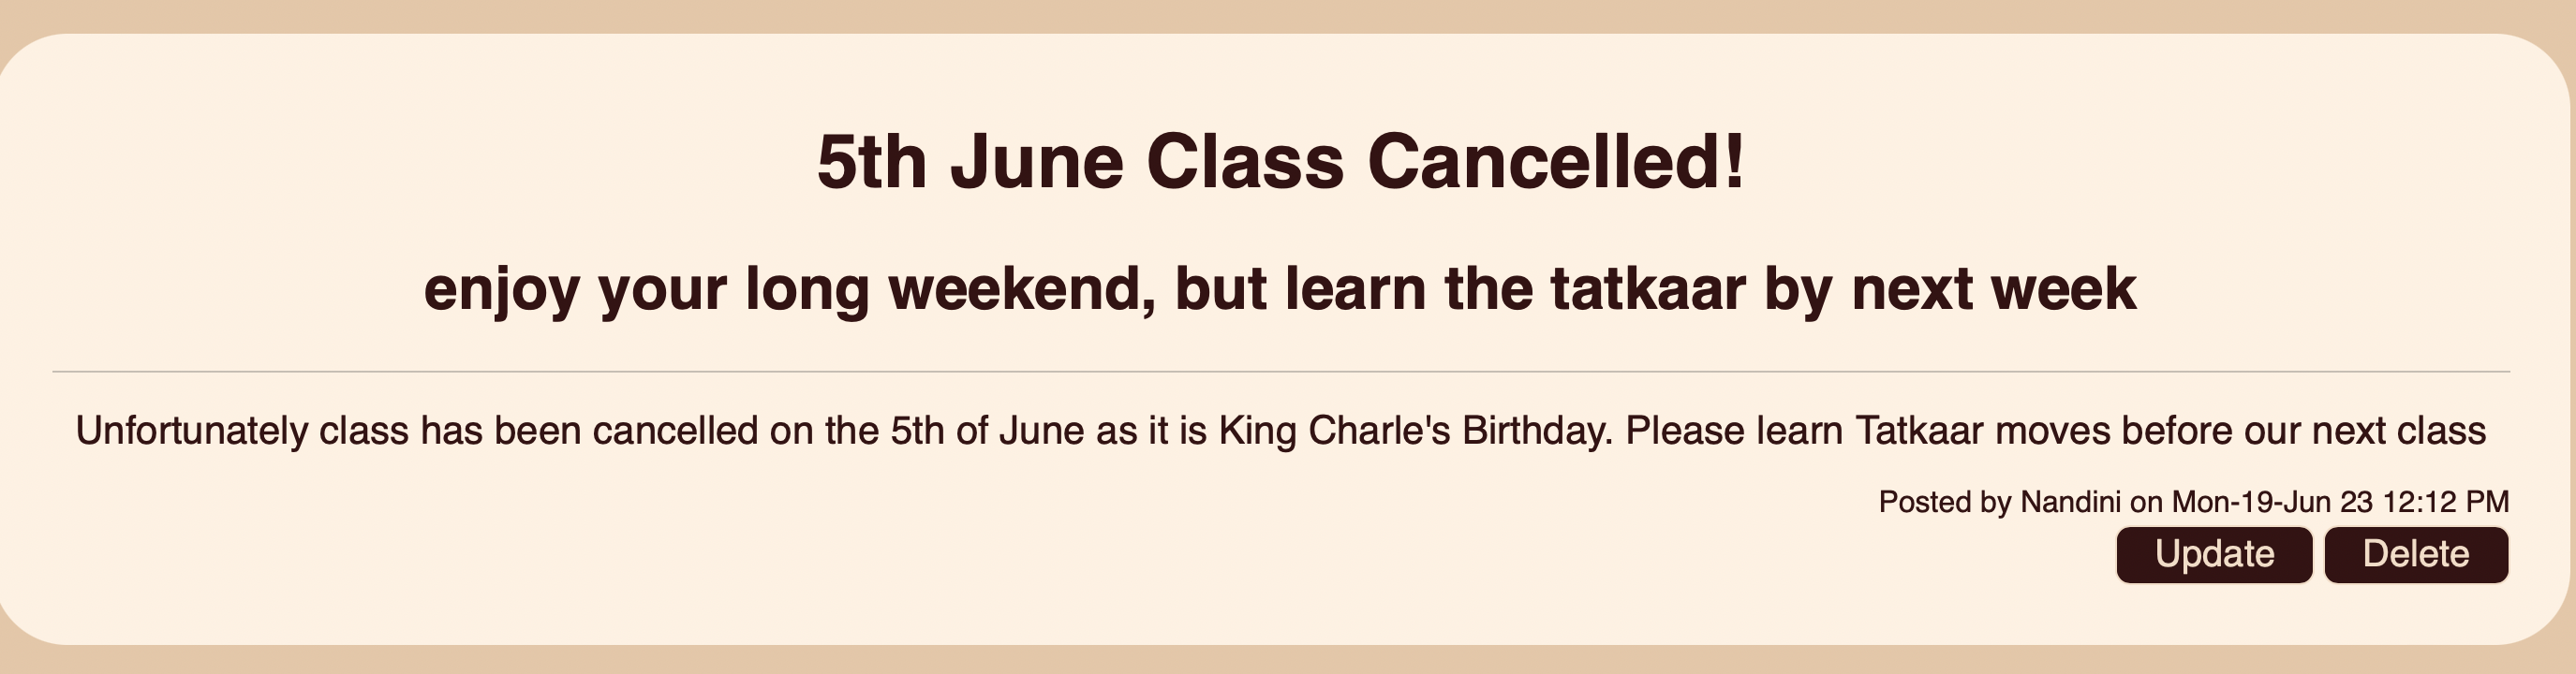 5th June Class Cancelled!
enjoy your long weekend, but learn the tatkaar by next week
Unfortunately class has been cancelled on the 5th of June as it is King Charle's Birthday. Please learn Tatkaar moves before our next class
Posted by Nandini on Mon-19-Jun 23 12:12 PM
Update Delete